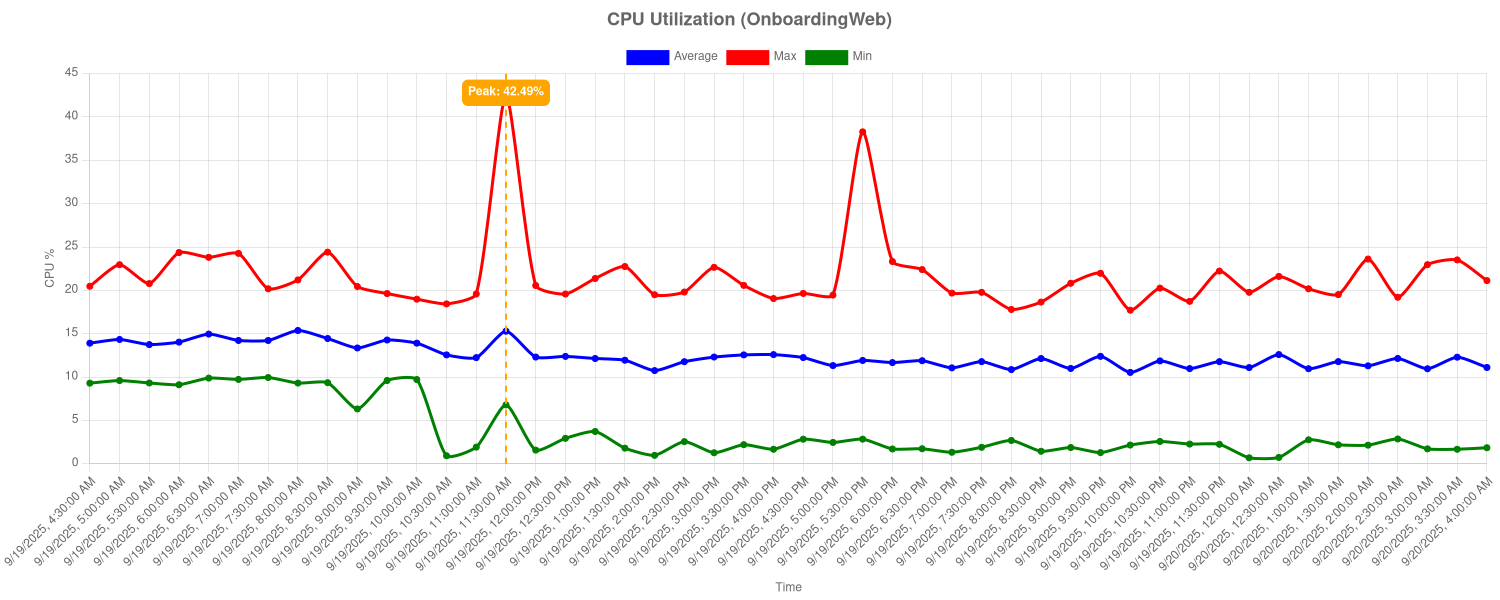 CPU Utilization (OnboardingWeb)
Average Max Min
45
Peak: 42.49%
40
35
30
25
CPU %
20
15
10
5
0
9/19/2025, 4:30:00 AM
9/19/2025, 5:00:00 AM
9/19/2025, 5:30:00 AM
9/19/2025, 6:00:00 AM
9/19/2025, 6:30:00 AM
9/19/2025, 7:00:00 AM
9/19/2025, 7:30:00 AM
9/19/2025, 8:00:00 AM
9/19/2025, 8:30:00 AM
9/19/2025, 9:00:00 AM
9/19/2025, 9:30:00 AM
9/19/2025, 10:00:00 AM
9/19/2025, 10:30:00 AM
9/19/2025, 11:00:00 AM
9/19/2025, 11:30:00 AM
9/19/2025, 12:00:00 PM
9/19/2025, 12:30:00 PM
9/19/2025, 1:00:00 PM
9/19/2025, 1:30:00 PM
9/19/2025, 2:00:00 PM
9/19/2025, 2:30:00 PM
9/19/2025, 3:00:00 PM
9/19/2025, 3:30:00 PM
9/19/2025, 4:00:00 PM
9/19/2025, 4:30:00 PM
9/19/2025, 5:00:00 PM
9/19/2025, 5:30:00 PM
9/19/2025, 6:00:00 PM
9/19/2025, 6:30:00 PM
9/19/2025, 7:00:00 PM
9/19/2025, 7:30:00 PM
9/19/2025, 8:00:00 PM
9/19/2025, 8:30:00 PM
9/19/2025, 9:00:00 PM
9/19/2025, 9:30:00 PM
9/19/2025, 10:00:00 PM
9/19/2025, 10:30:00 PM
9/19/2025, 11:00:00 PM
9/19/2025, 11:30:00 PM
9/20/2025, 12:00:00 AM
9/20/2025, 12:30:00 AM
9/20/2025, 1:00:00 AM
9/20/2025, 1:30:00 AM
9/20/2025, 2:00:00 AM
9/20/2025, 2:30:00 AM
9/20/2025, 3:00:00 AM
9/20/2025, 3:30:00 AM
9/20/2025, 4:00:00 AM
Time